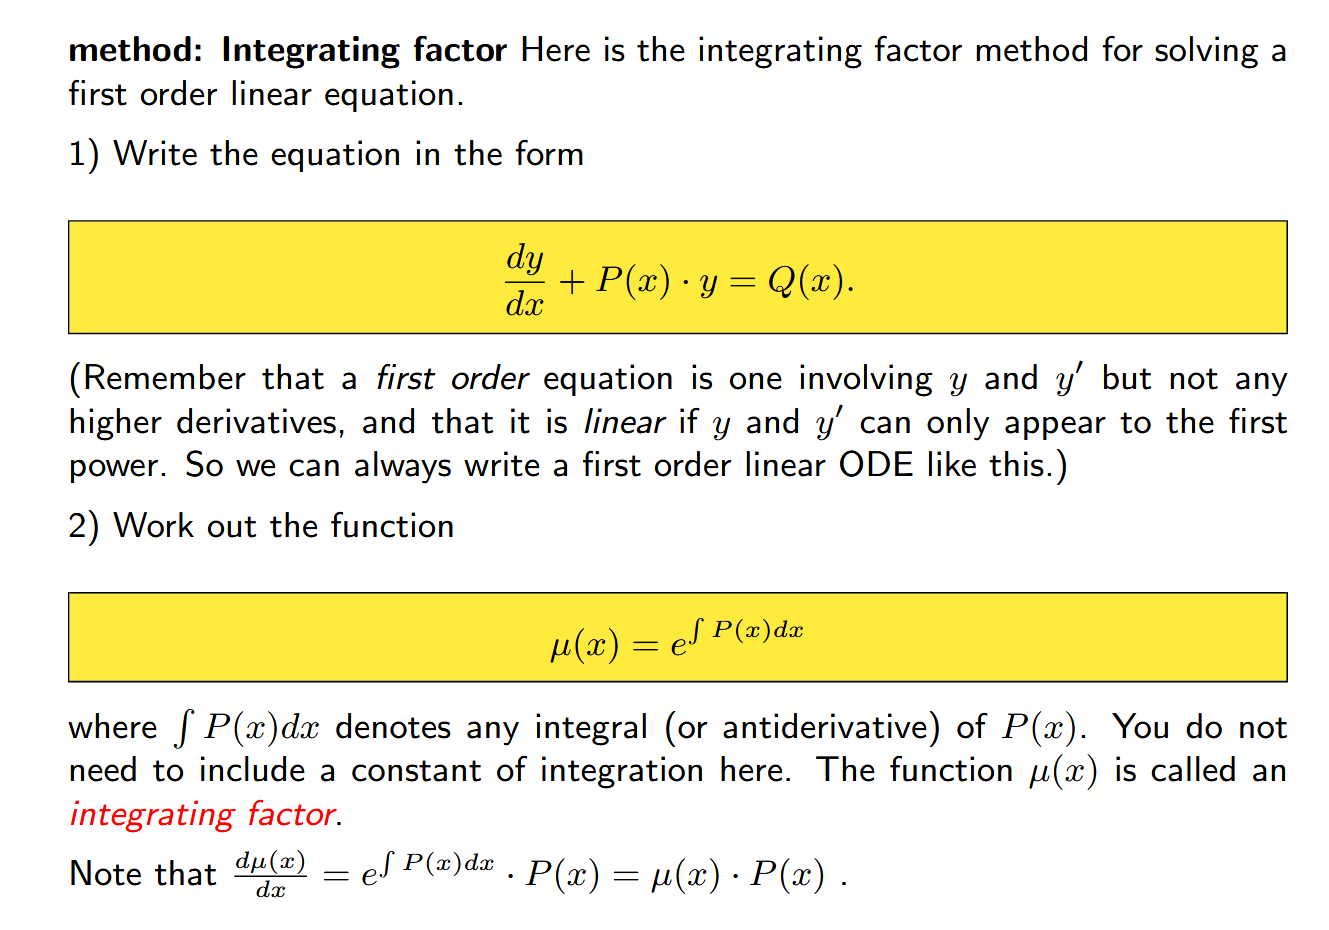 method: Integrating factor Here is the integrating factor method for solving a
first order linear equation.
1) Write the equation in the form
$\frac{dy}{dx} + P(x) \cdot y = Q(x).$
(Remember that a first order equation is one involving $y$ and $y'$ but not any
higher derivatives, and that it is linear if $y$ and $y'$ can only appear to the first
power. So we can always write a first order linear ODE like this.)
2) Work out the function
$\mu(x) = e^{\int P(x)dx}$
where $\int P(x)dx$ denotes any integral (or antiderivative) of $P(x)$. You do not
need to include a constant of integration here. The function $\mu(x)$ is called an
integrating factor.
Note that $\frac{d\mu(x)}{dx} = e^{\int P(x)dx} \cdot P(x) = \mu(x) \cdot P(x)$ .